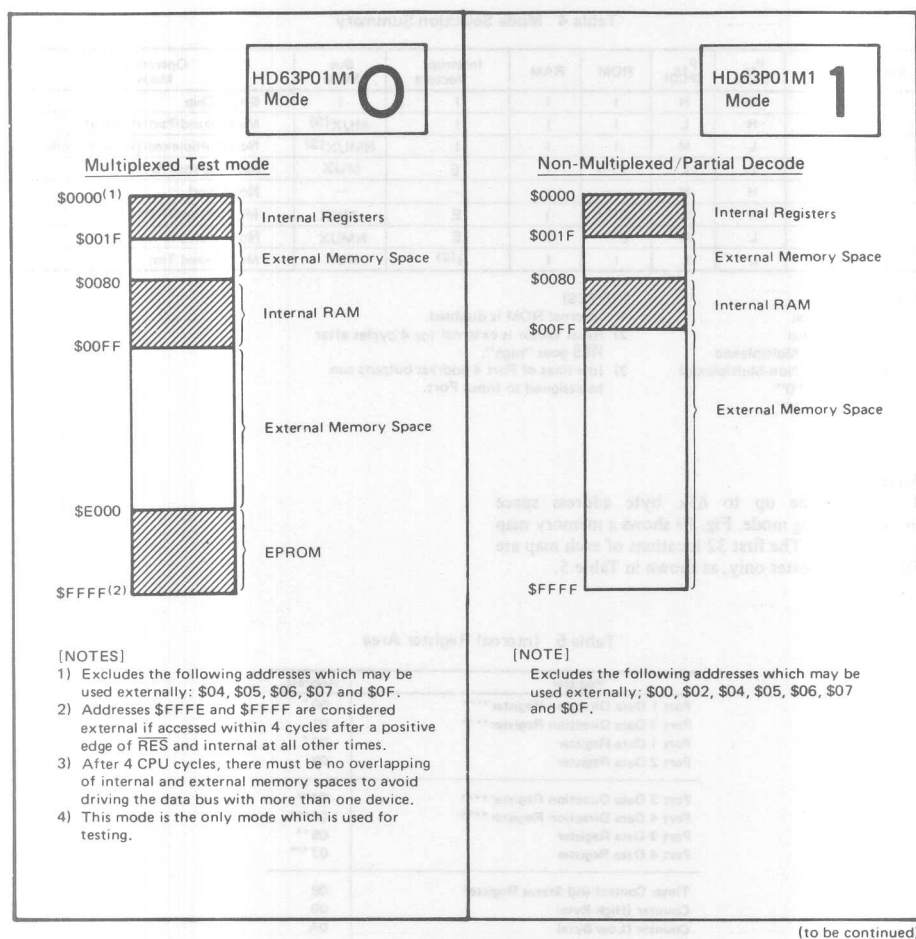 HD63P01M1
Mode
0
Multiplexed Test mode
$0000(1)
Internal Registers
$001F
External Memory Space
$0080
Internal RAM
$00FF
External Memory Space
$E000
EPROM
$FFFF(2)
[NOTES]
1) Excludes the following addresses which may be
used externally: $04, $05, $06, $07 and $0F.
2) Addresses $FFFE and $FFFF are considered
external if accessed within 4 cycles after a positive
edge of RES and internal at all other times.
3) After 4 CPU cycles, there must be no overlapping
of internal and external memory spaces to avoid
driving the data bus with more than one device.
4) This mode is the only mode which is used for
testing.
HD63P01M1
Mode
1
Non-Multiplexed/Partial Decode
$0000
Internal Registers
$001F
External Memory Space
$0080
Internal RAM
$00FF
External Memory Space
$FFFF
[NOTE]
Excludes the following addresses which may be
used externally; $00, $02, $04, $05, $06, $07
and $0F.
(to be continued)